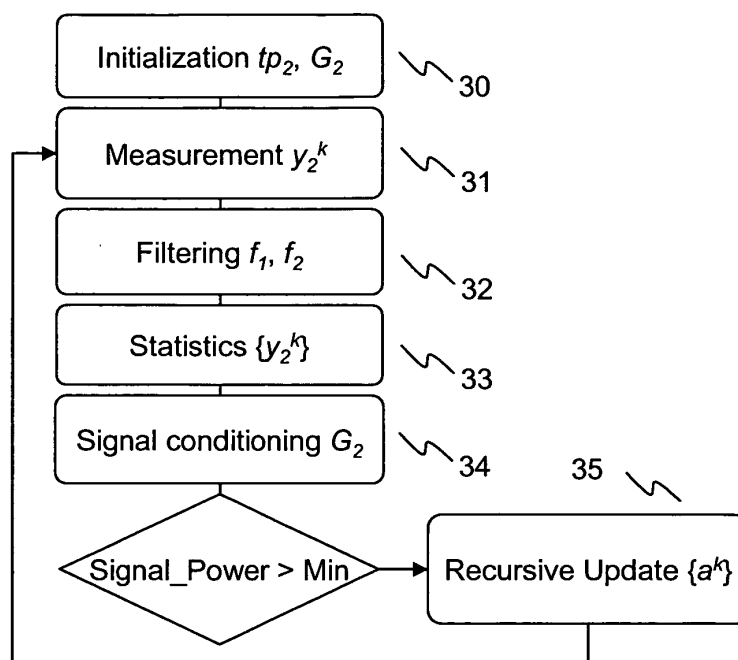 Initialization tp₂, G₂
30
Measurement y₂ᵏ
31
Filtering f₁, f₂
32
Statistics {y₂ᵏ}
33
Signal conditioning G₂
34
35
Signal_Power > Min
Recursive Update {aᵏ}